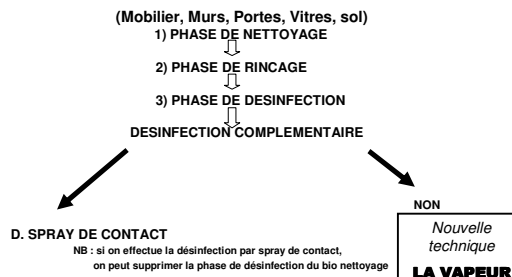 (Mobilier, Murs, Portes, Vitres, sol)
1) PHASE DE NETTOYAGE
2) PHASE DE RINCAGE
3) PHASE DE DESINFECTION
DESINFECTION COMPLEMENTAIRE
NON
D. SPRAY DE CONTACT
NB : si on effectue la désinfection par spray de contact,
on peut supprimer la phase de désinfection du bio nettoyage
Nouvelle
technique
LA VAPEUR